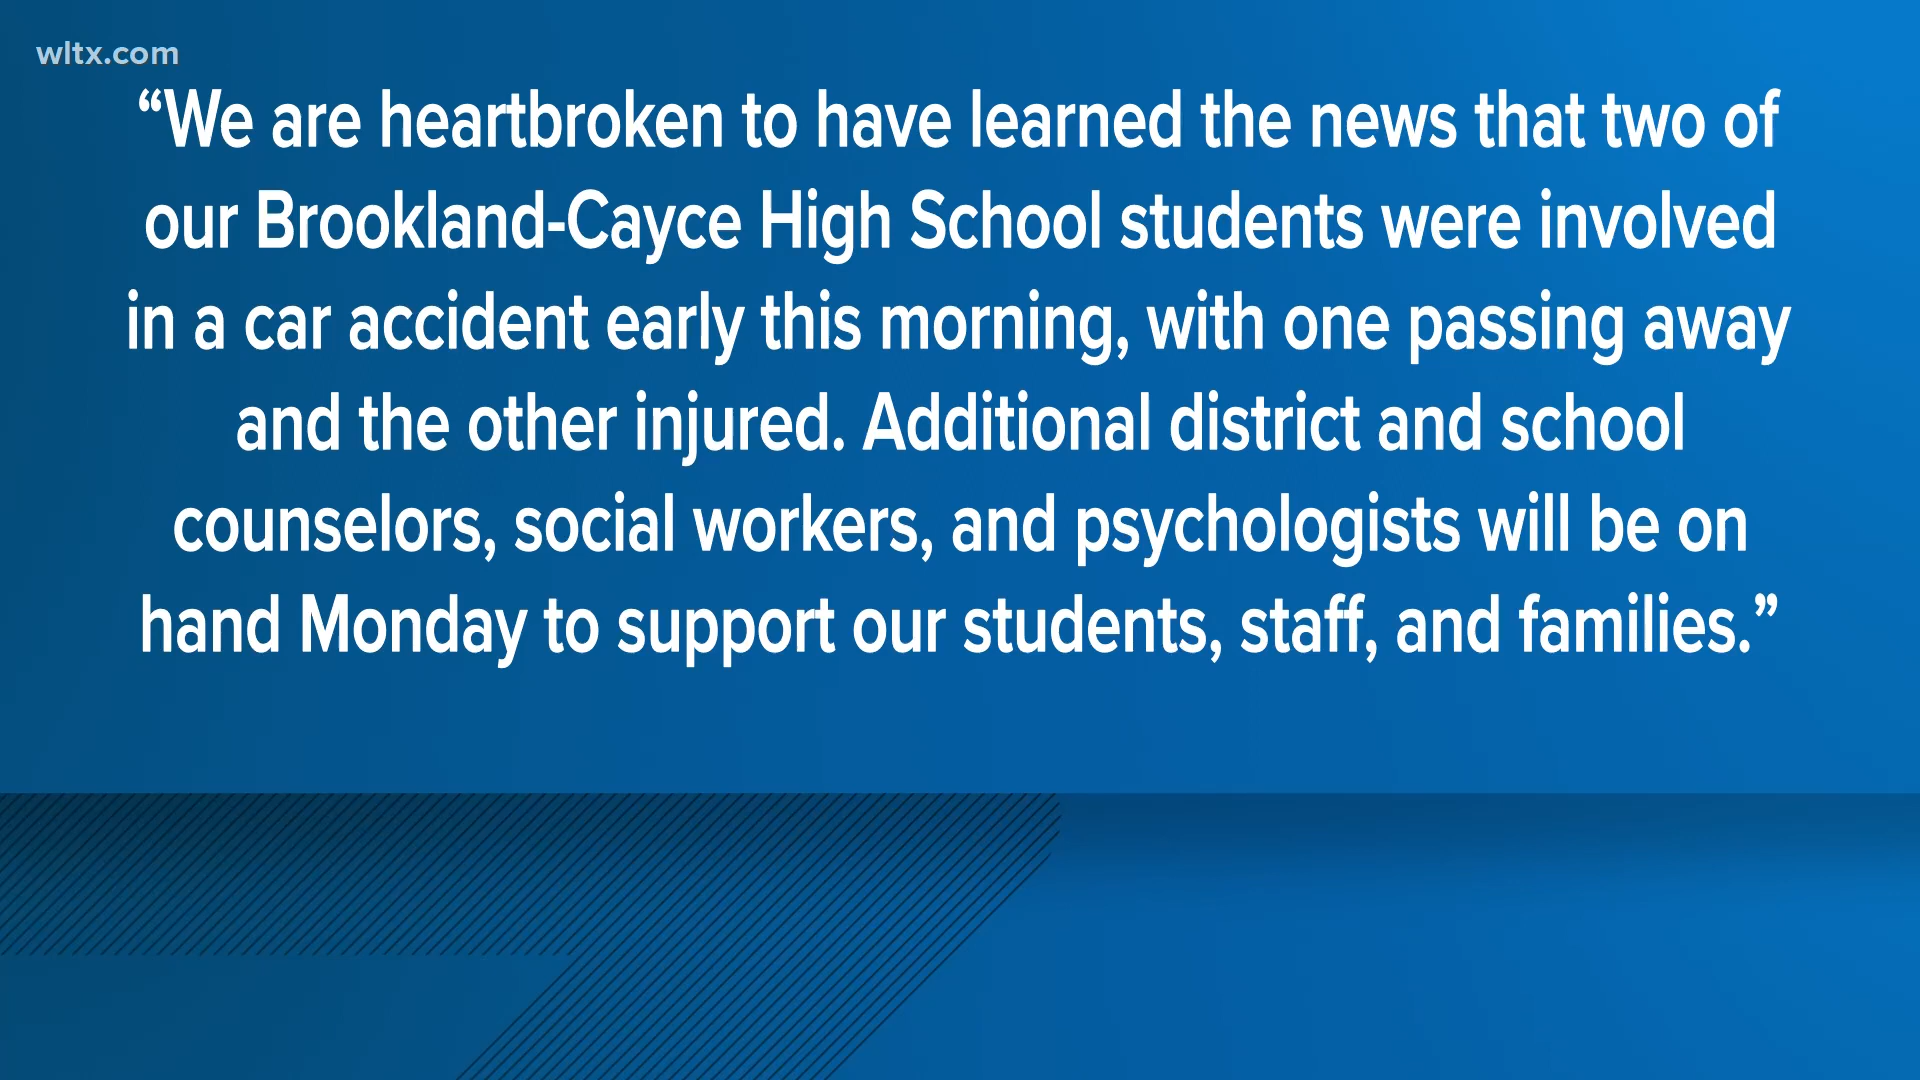 wltx.com
“We are heartbroken to have learned the news that two of
our Brookland-Cayce High School students were involved
in a car accident early this morning, with one passing away
and the other injured. Additional district and school
counselors, social workers, and psychologists will be on
hand Monday to support our students, staff, and families.”